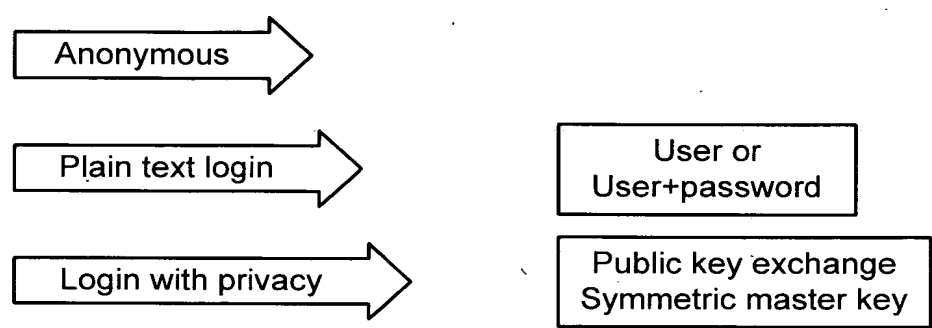 Anonymous
Plain text login
User or
User+password
Login with privacy
Public key exchange
Symmetric master key